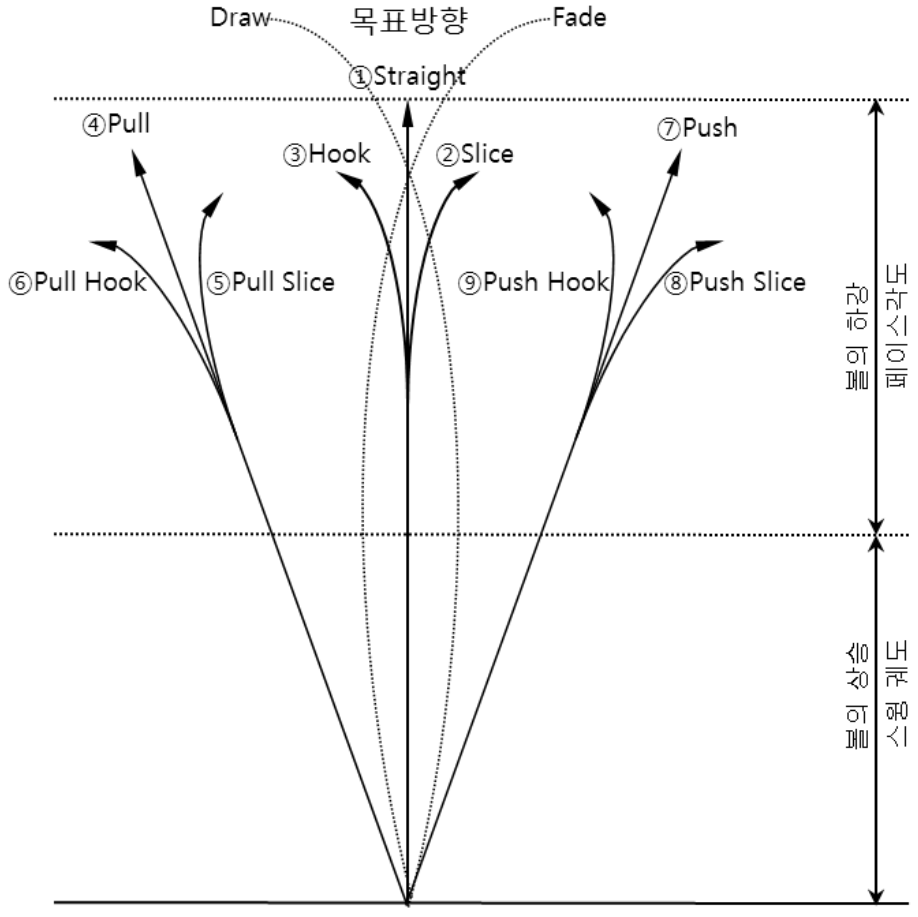 Draw
목표방향
Fade
①Straight
④Pull
③Hook
②Slice
⑦Push
⑥Pull Hook
⑤Pull Slice
⑨Push Hook
⑧Push Slice
볼의 하강
페이스각도
볼의 상승
스윙 궤도